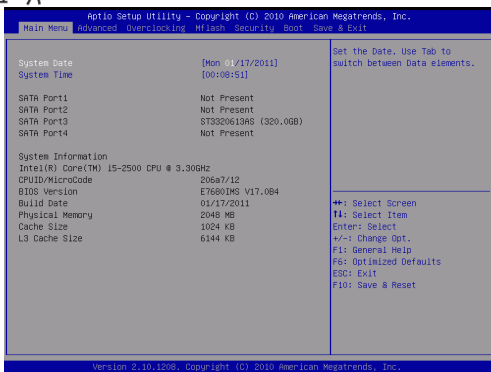 Aptio Setup Utility – Copyright (C) 2010 American Megatrends, Inc.
Main Menu Advanced Overclocking Mflash Security Boot Save & Exit
System Date [Mon 01/17/2011]
System Time [00:08:51]
SATA Port1 Not Present
SATA Port2 Not Present
SATA Port3 ST3320613AS (320.0GB)
SATA Port4 Not Present
System Information
Intel(R) Core(TM) i5-2500 CPU @ 3.30GHz
CPUID/MicroCode 206a7/12
BIOS Version E7680IMS V17.0B4
Build Date 01/17/2011
Physical Memory 2048 MB
Cache Size 1024 KB
L3 Cache Size 6144 KB
Set the Date. Use Tab to
switch between Data elements.
→←: Select Screen
↑↓: Select Item
Enter: Select
+/-: Change Opt.
F1: General Help
F6: Optimized Defaults
ESC: Exit
F10: Save & Reset
Version 2.10.1208. Copyright (C) 2010 American Megatrends, Inc.